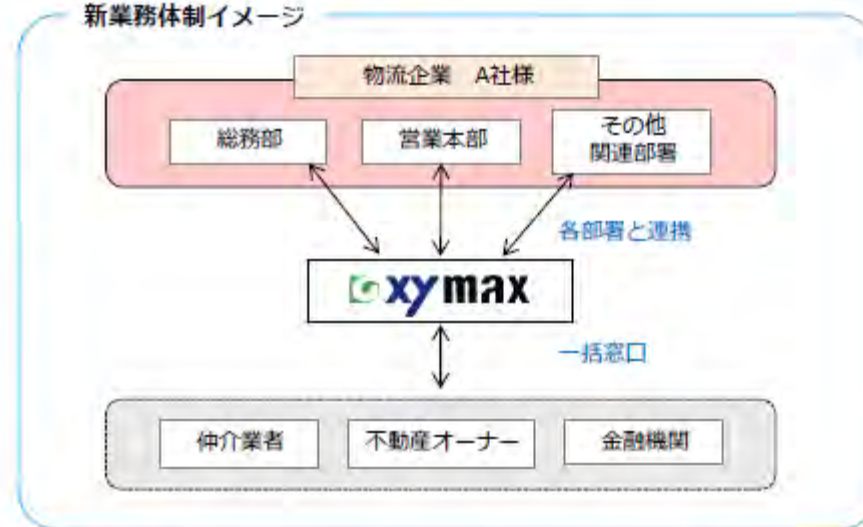 新業務体制イメージ
物流企業 A社様
総務部
営業本部
その他
関連部署
各部署と連携
xymax
一括窓口
仲介業者
不動産オーナー
金融機関